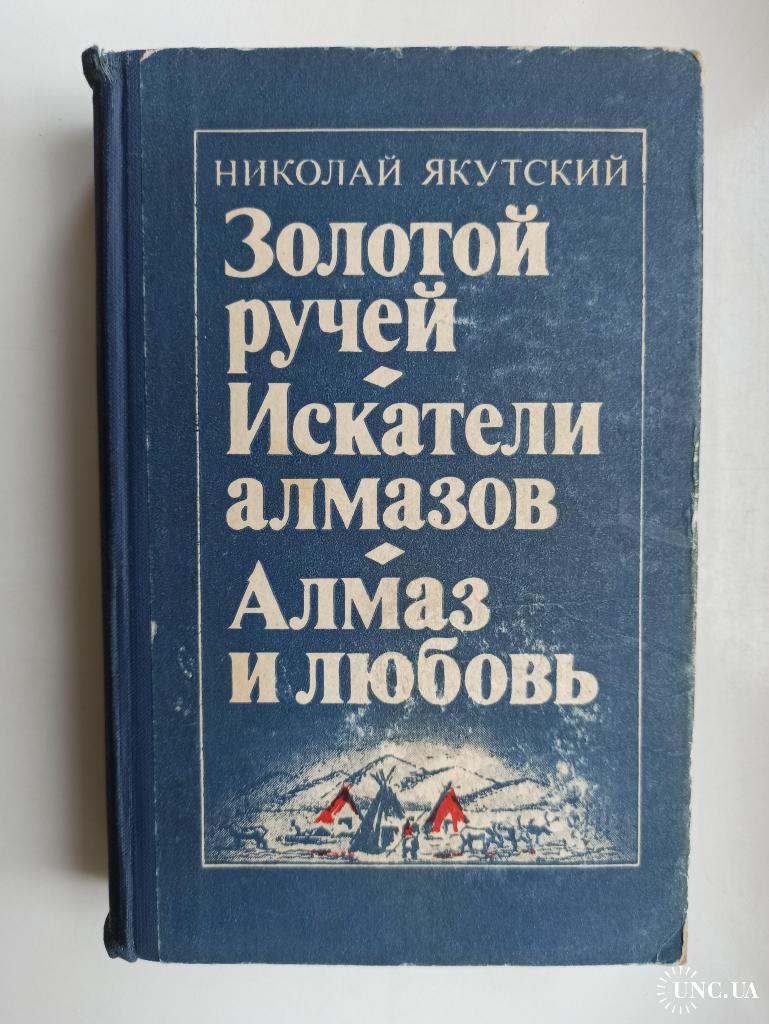 НИКОЛАЙ ЯКУТСКИЙ
Золотой
ручей
Искатели
алмазов
Алмаз
и любовь
UNC.UA